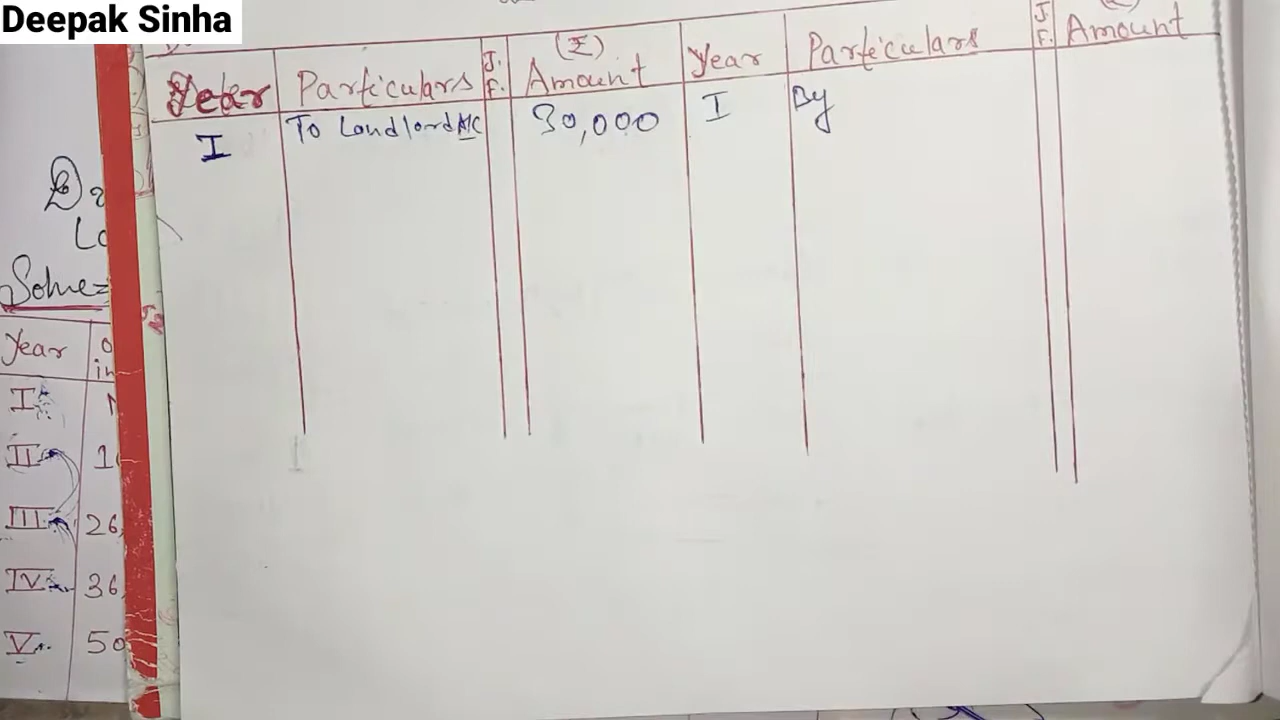 Deepak Sinha
Year Particulars J.F. (₹) Amount Year Particulars J.F. Amount
I To Landlord A/C 30,000 I By
Solve=
Year
I
II
III 26,
IV 36,
V 50